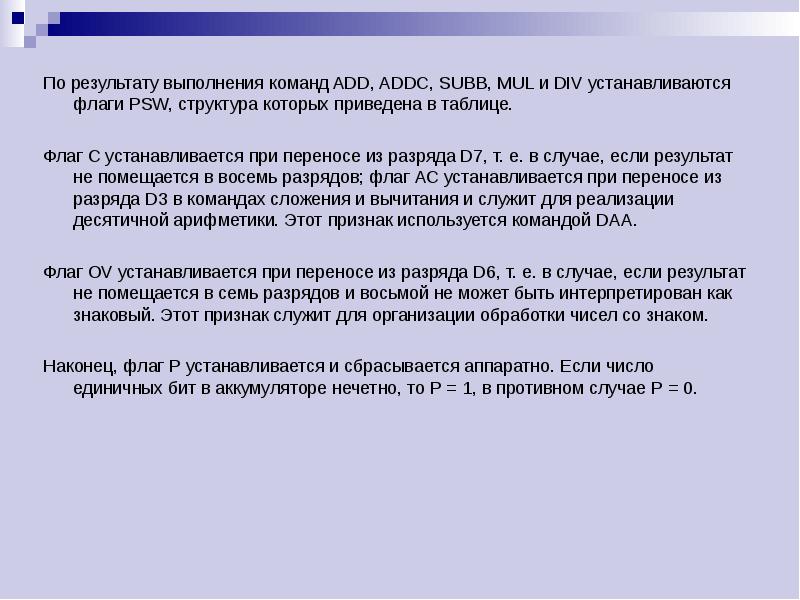 По результату выполнения команд ADD, ADDC, SUBB, MUL и DIV устанавливаются
флаги PSW, структура которых приведена в таблице.
Флаг С устанавливается при переносе из разряда D7, т. е. в случае, если результат
не помещается в восемь разрядов; флаг АС устанавливается при переносе из
разряда D3 в командах сложения и вычитания и служит для реализации
десятичной арифметики. Этот признак используется командой DAA.
Флаг OV устанавливается при переносе из разряда D6, т. е. в случае, если результат
не помещается в семь разрядов и восьмой не может быть интерпретирован как
знаковый. Этот признак служит для организации обработки чисел со знаком.
Наконец, флаг Р устанавливается и сбрасывается аппаратно. Если число
единичных бит в аккумуляторе нечетно, то Р = 1, в противном случае Р = 0.